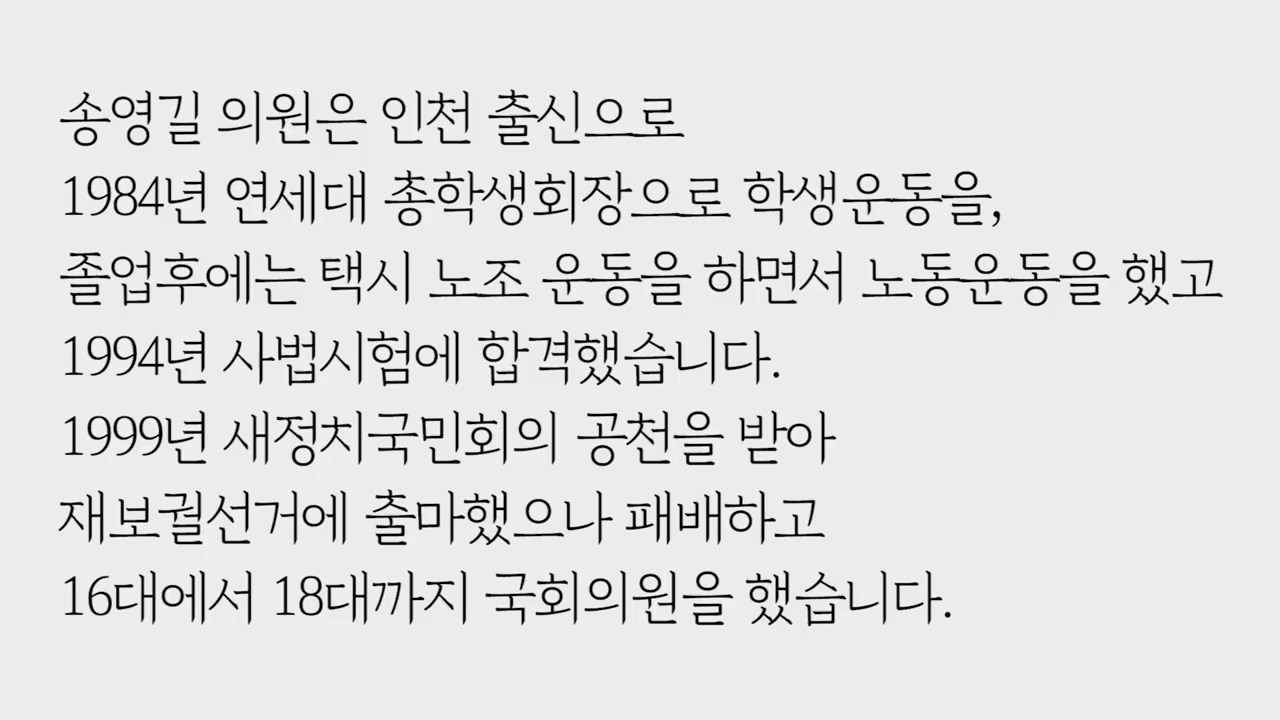 송영길 의원은 인천 출신으로
1984년 연세대 총학생회장으로 학생운동을,
졸업후에는 택시 노조 운동을 하면서 노동운동을 했고
1994년 사법시험에 합격했습니다.
1999년 새정치국민회의 공천을 받아
재보궐선거에 출마했으나 패배하고
16대에서 18대까지 국회의원을 했습니다.